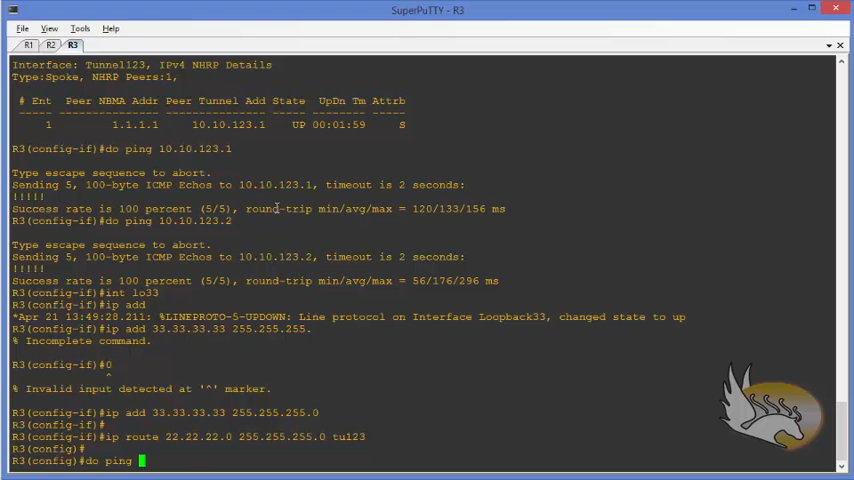 SuperPuTTY - R3
File View Tools Help
R1 R2 R3
Interface: Tunnel123, IPv4 NHRP Details
Type:Spoke, NHRP Peers:1,
# Ent  Peer NBMA Addr Peer Tunnel Add State  UpDn Tm Attrb
----- --------------- --------------- ----- -------- -----
1         1.1.1.1     10.10.123.1    UP 00:01:59     S
R3(config-if)#do ping 10.10.123.1
Type escape sequence to abort.
Sending 5, 100-byte ICMP Echos to 10.10.123.1, timeout is 2 seconds:
!!!!!
Success rate is 100 percent (5/5), round-trip min/avg/max = 120/133/156 ms
R3(config-if)#do ping 10.10.123.2
Type escape sequence to abort.
Sending 5, 100-byte ICMP Echos to 10.10.123.2, timeout is 2 seconds:
!!!!!
Success rate is 100 percent (5/5), round-trip min/avg/max = 56/176/296 ms
R3(config-if)#int lo33
R3(config-if)#ip add
*Apr 21 13:49:28.211: %LINEPROTO-5-UPDOWN: Line protocol on Interface Loopback33, changed state to up
R3(config-if)#ip add 33.33.33.33 255.255.255.
% Incomplete command.
R3(config-if)#0
^
% Invalid input detected at '^' marker.
R3(config-if)#ip add 33.33.33.33 255.255.255.0
R3(config-if)#
R3(config-if)#ip route 22.22.22.0 255.255.255.0 tu123
R3(config)#
R3(config)#do ping